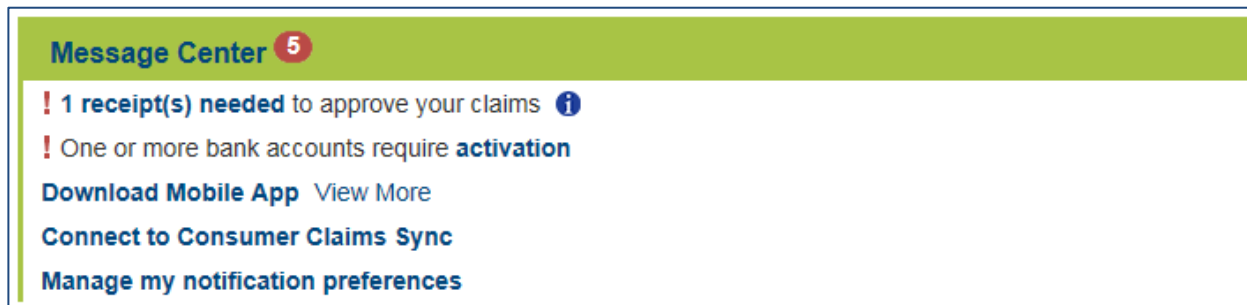 Message Center 5
! 1 receipt(s) needed to approve your claims i
! One or more bank accounts require activation
Download Mobile App View More
Connect to Consumer Claims Sync
Manage my notification preferences